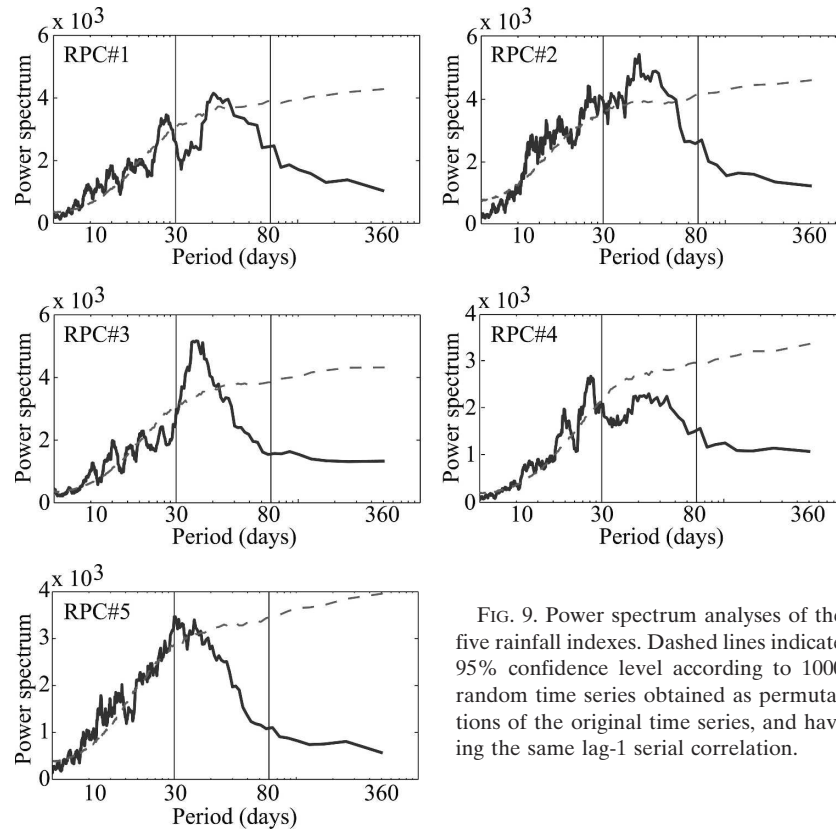 x 10³
6
RPC#1
4
2
0
Power spectrum
10 30 80 360
Period (days)
x 10³
6
RPC#2
4
2
0
Power spectrum
10 30 80 360
Period (days)
x 10³
6
RPC#3
4
2
0
Power spectrum
10 30 80 360
Period (days)
x 10³
4
RPC#4
3
2
1
0
Power spectrum
10 30 80 360
Period (days)
x 10³
4
RPC#5
3
2
1
0
Power spectrum
10 30 80 360
Period (days)
FIG. 9. Power spectrum analyses of the
five rainfall indexes. Dashed lines indicate
95% confidence level according to 1000
random time series obtained as permuta-
tions of the original time series, and hav-
ing the same lag-1 serial correlation.